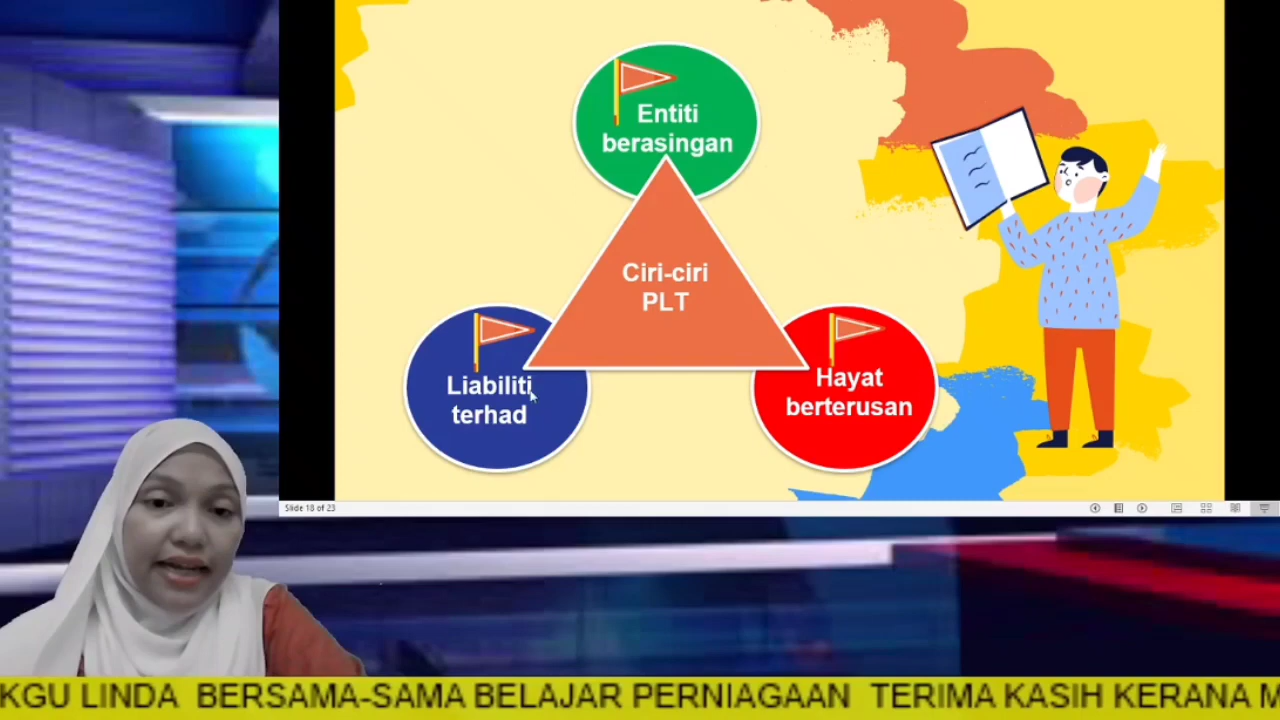 Entiti
berasingan
Ciri-ciri
PLT
Liabiliti
terhad
Hayat
berterusan
Slide 18 of 23
KGU LINDA BERSAMA-SAMA BELAJAR PERNIAGAAN TERIMA KASIH KERANA M